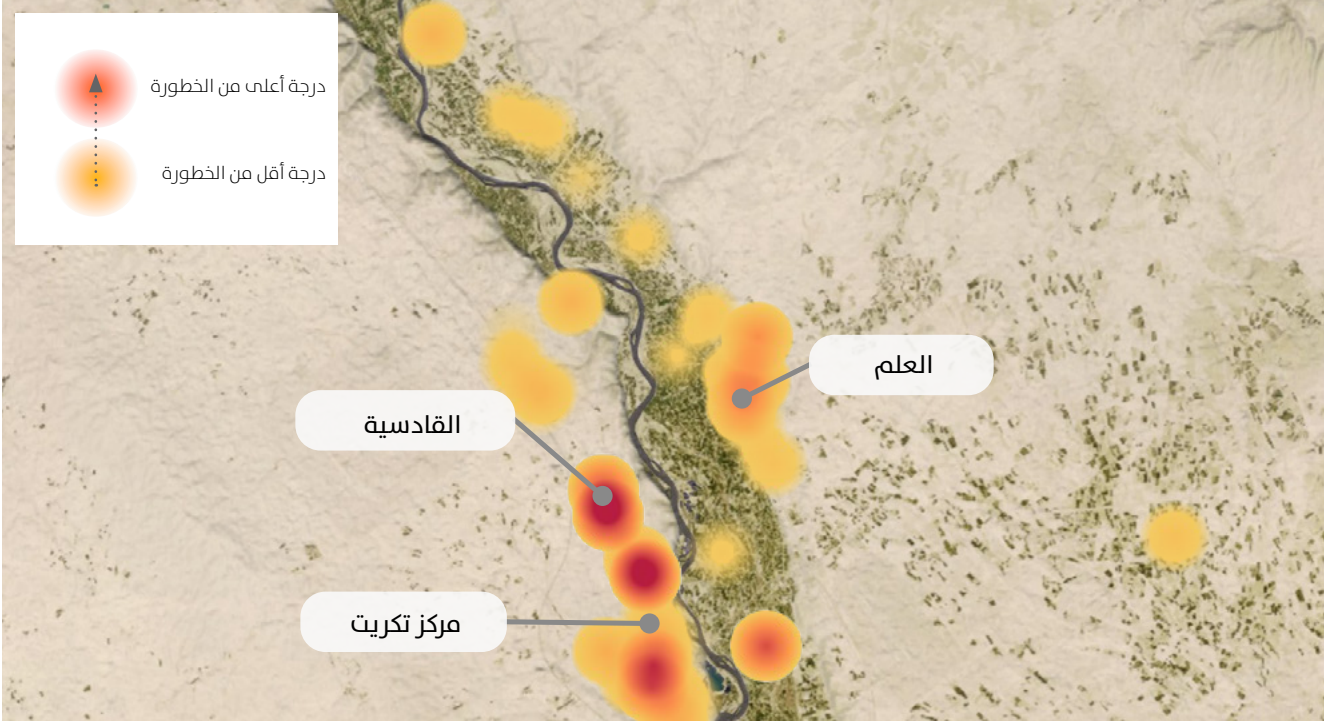 درجة أعلى من الخطورة
درجة أقل من الخطورة
العلم
القادسية
مركز تكريت